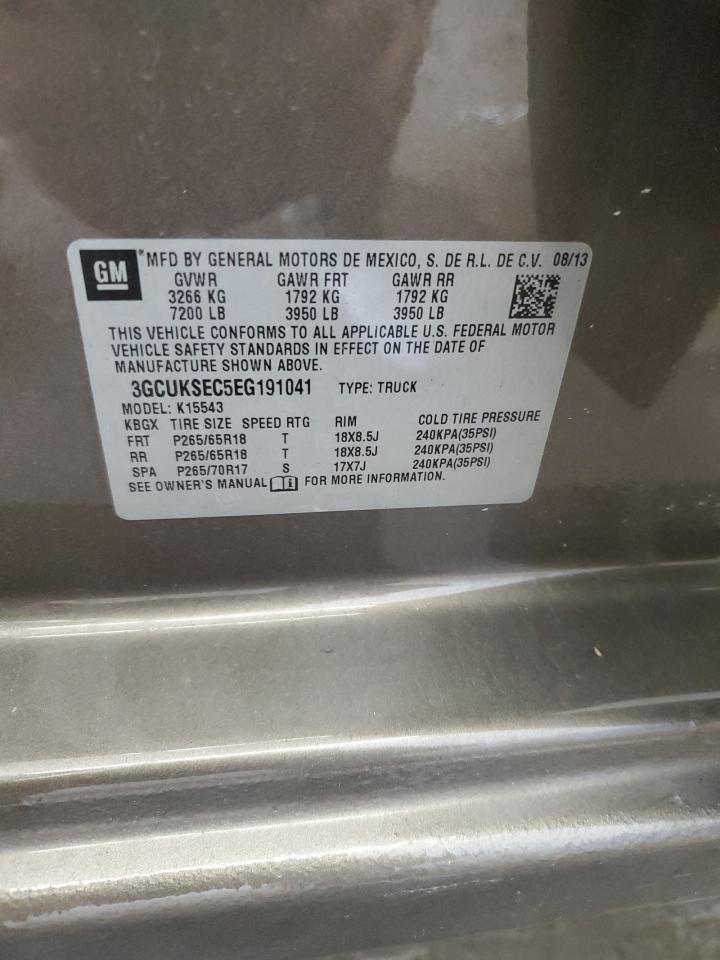 GM *MFD BY GENERAL MOTORS DE MEXICO, S. DE R.L. DE C.V. 08/13
GVWR GAWR FRT GAWR RR
3266 KG 1792 KG 1792 KG
7200 LB 3950 LB 3950 LB
THIS VEHICLE CONFORMS TO ALL APPLICABLE U.S. FEDERAL MOTOR
VEHICLE SAFETY STANDARDS IN EFFECT ON THE DATE OF
MANUFACTURE SHOWN ABOVE.
3GCUKSEC5EG191041 TYPE: TRUCK
MODEL: K15543
KBGX TIRE SIZE SPEED RTG RIM COLD TIRE PRESSURE
FRT P265/65R18 T 18X8.5J 240KPA(35PSI)
RR P265/65R18 T 18X8.5J 240KPA(35PSI)
SPA P265/70R17 S 17X7J 240KPA(35PSI)
SEE OWNER'S MANUAL i FOR MORE INFORMATION.